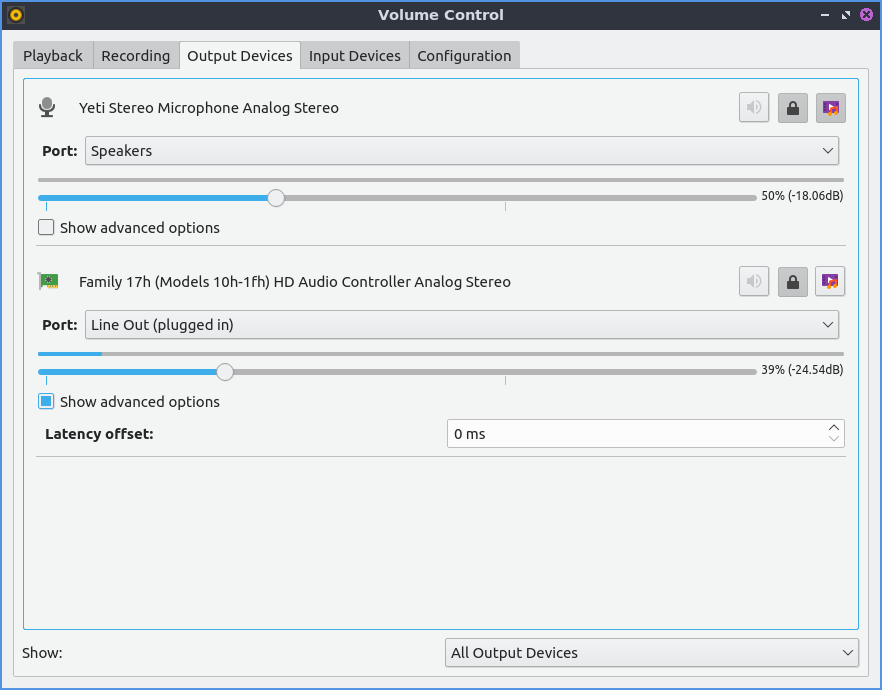 Volume Control
Playback Recording Output Devices Input Devices Configuration
Yeti Stereo Microphone Analog Stereo
Port: Speakers
50% (-18.06dB)
Show advanced options
Family 17h (Models 10h-1fh) HD Audio Controller Analog Stereo
Port: Line Out (plugged in)
39% (-24.54dB)
Show advanced options
Latency offset: 0 ms
Show: All Output Devices